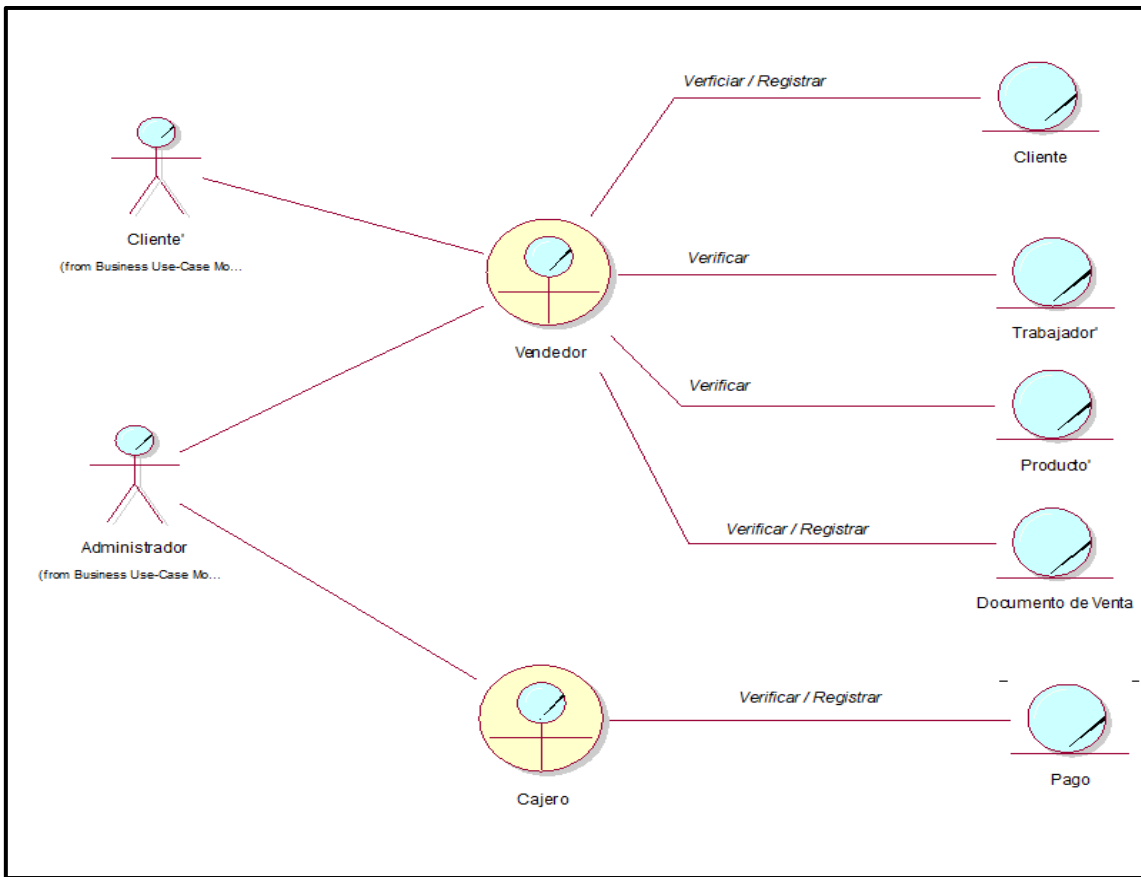 Verficiar / Registrar
Cliente
Cliente'
(from Business Use-Case Mo...
Verificar
Trabajador'
Vendedor
Verificar
Producto'
Administrador
(from Business Use-Case Mo...
Verificar / Registrar
Documento de Venta
Verificar / Registrar
Cajero
Pago